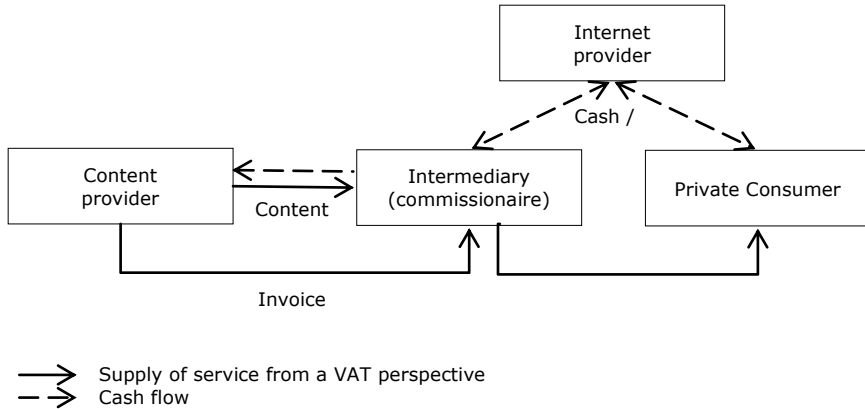 Internet
provider
Cash /
Content
provider
Intermediary
(commissionaire)
Private Consumer
Content
Invoice
Supply of service from a VAT perspective
Cash flow